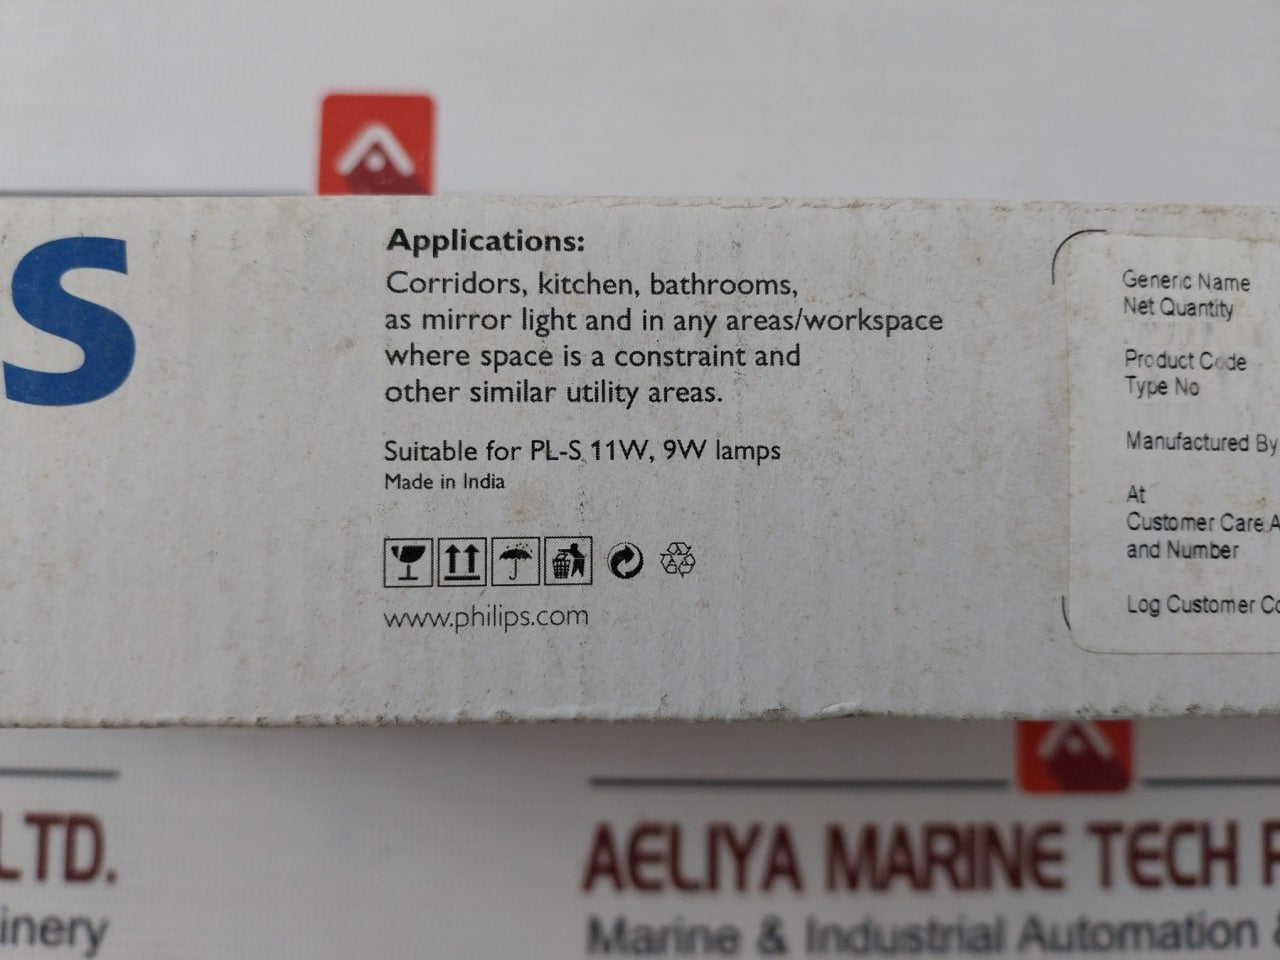 S
Applications:
Corridors, kitchen, bathrooms,
as mirror light and in any areas/workspace
where space is a constraint and
other similar utility areas.
Suitable for PL-S 11W, 9W lamps
Made in India
www.philips.com
Generic Name
Net Quantity
Product Code
Type No
Manufactured By
At
Customer Care A
and Number
Log Customer Co
LTD.
inery
AELIYA MARINE TECH P
Marine & Industrial Automation &